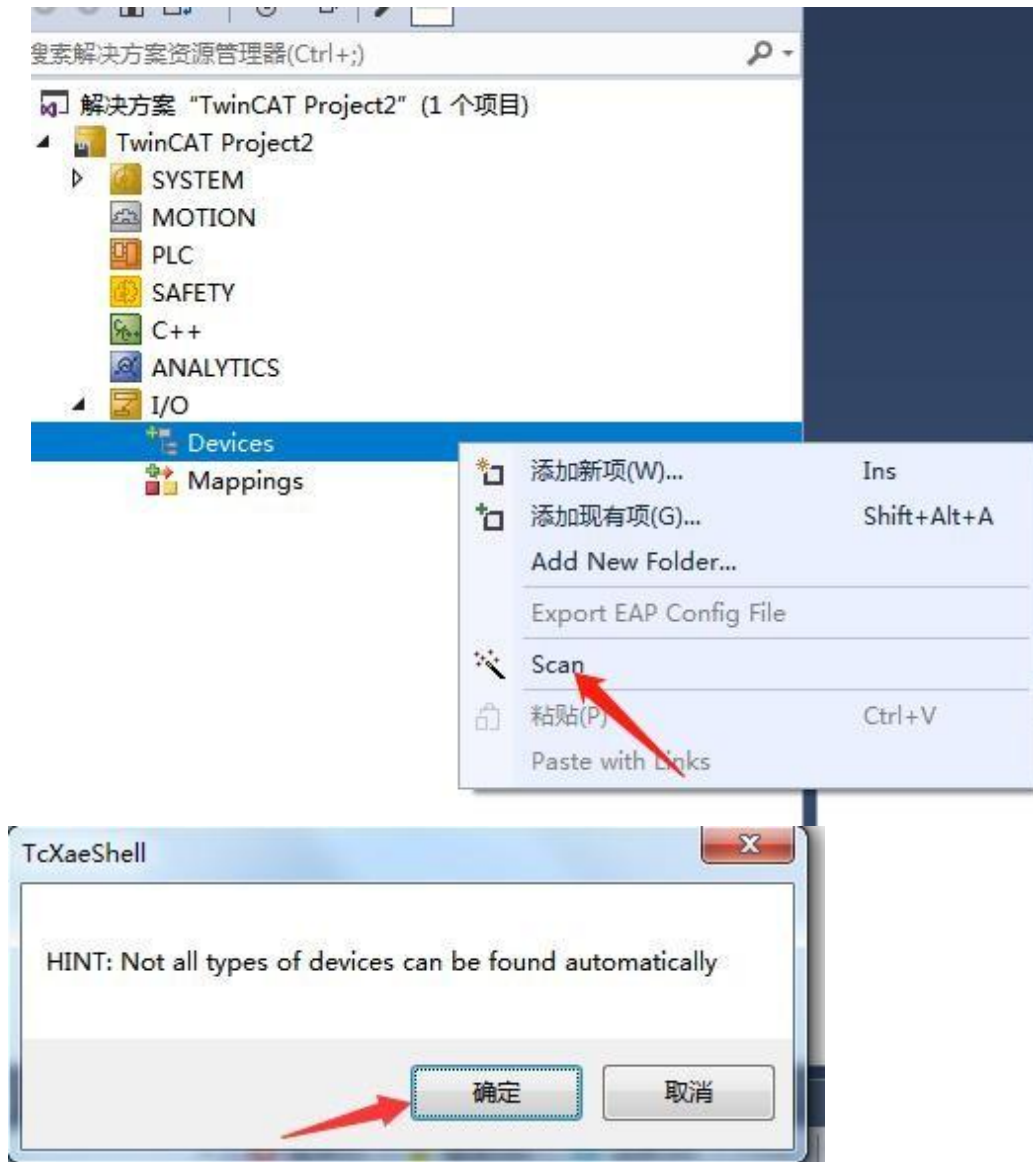 搜索解决方案资源管理器(Ctrl+;)
解决方案 "TwinCAT Project2" (1 个项目)
TwinCAT Project2
SYSTEM
MOTION
PLC
SAFETY
C++
ANALYTICS
I/O
Devices
Mappings
添加新项(W)... Ins
添加现有项(G)... Shift+Alt+A
Add New Folder...
Export EAP Config File
Scan
粘贴(P) Ctrl+V
Paste with Links
TcXaeShell
HINT: Not all types of devices can be found automatically
确定 取消